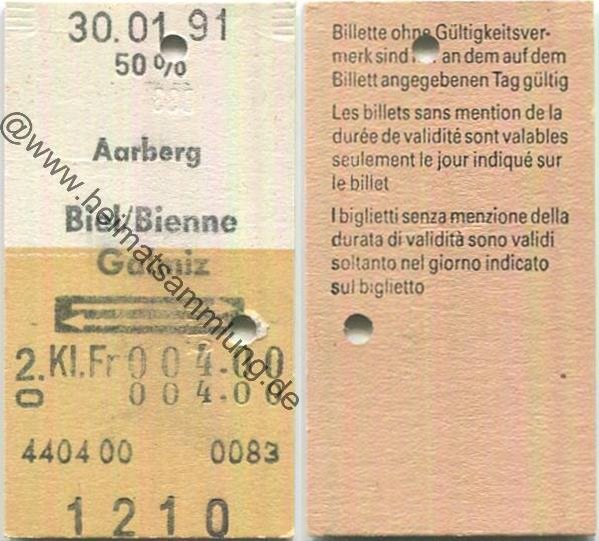 30.01.91
50%
Aarberg
Biel/Bienne
Galmiz
2. Kl. Fr 004.00
0 004.00
4404 00 0083
1210
@www.heimatsammlung.de
Billette ohne Gültigkeitsver-
merk sind an dem auf dem
Billett angegebenen Tag gültig
Les billets sans mention de la
durée de validité sont valables
seulement le jour indiqué sur
le billet
I biglietti senza menzione della
durata di validità sono validi
soltanto nel giorno indicato
sul biglietto